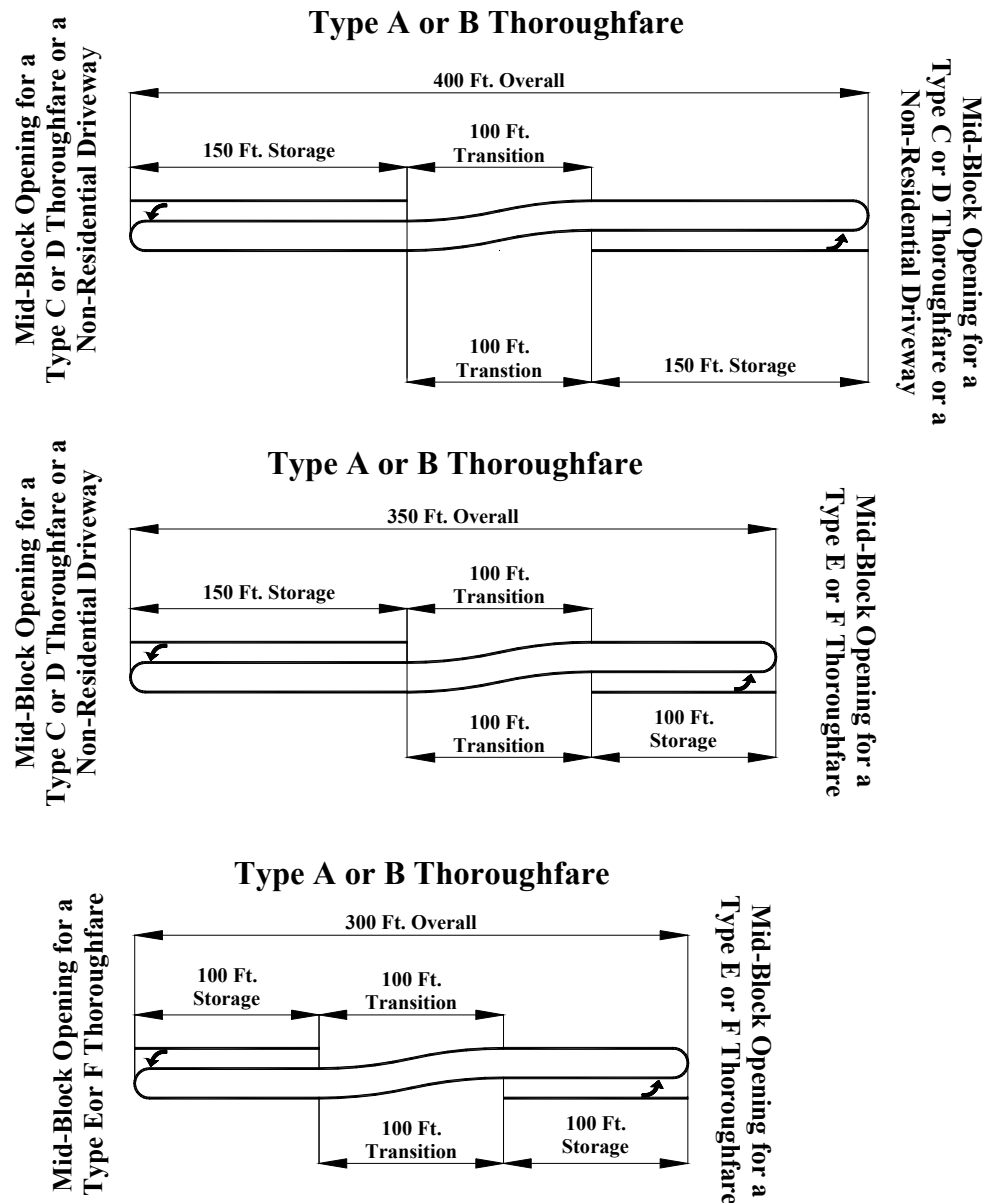 Type A or B Thoroughfare
Mid-Block Opening for a
Type C or D Thoroughfare or a
Non-Residential Driveway
400 Ft. Overall
150 Ft. Storage
100 Ft.
Transition
100 Ft.
Transtion
150 Ft. Storage
Mid-Block Opening for a
Type C or D Thoroughfare or a
Non-Residential Driveway
Type A or B Thoroughfare
Mid-Block Opening for a
Type C or D Thoroughfare or a
Non-Residential Driveway
350 Ft. Overall
150 Ft. Storage
100 Ft.
Transition
100 Ft.
Transition
100 Ft.
Storage
Mid-Block Opening for a
Type E or F Thoroughfare
Type A or B Thoroughfare
Mid-Block Opening for a
Type Eor F Thoroughfare
300 Ft. Overall
100 Ft.
Storage
100 Ft.
Transition
100 Ft.
Transition
100 Ft.
Storage
Mid-Block Opening for a
Type E or F Thoroughfare